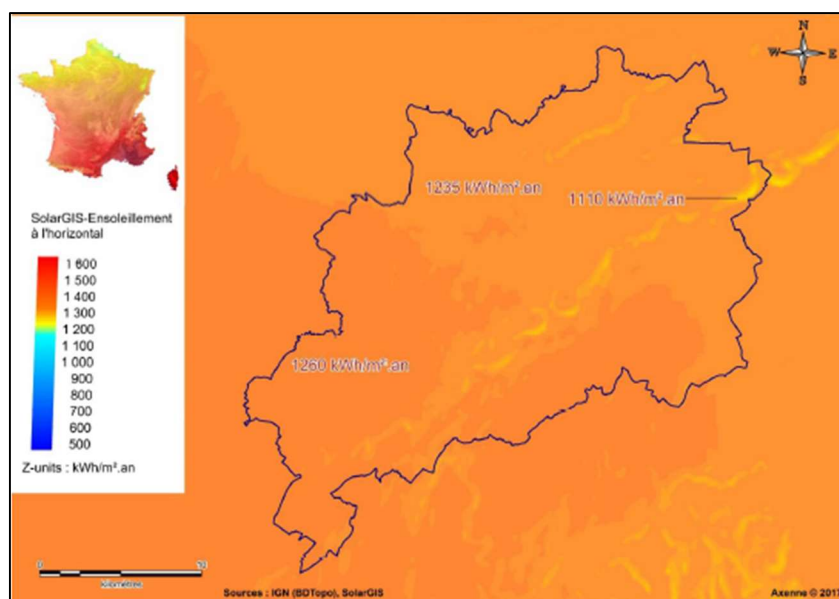 N
W E
S
SolarGIS-Ensoleillement
à l'horizontal
1 600
1 500
1 400
1 300
1 200
1 100
1 000
900
800
700
600
500
Z-units : kWh/m².an
1235 kWh/m².an
1110 kWh/m².an
1260 kWh/m².an
0
kilomètres
Sources : IGN (BDTopo), SolarGIS
Axenne ©